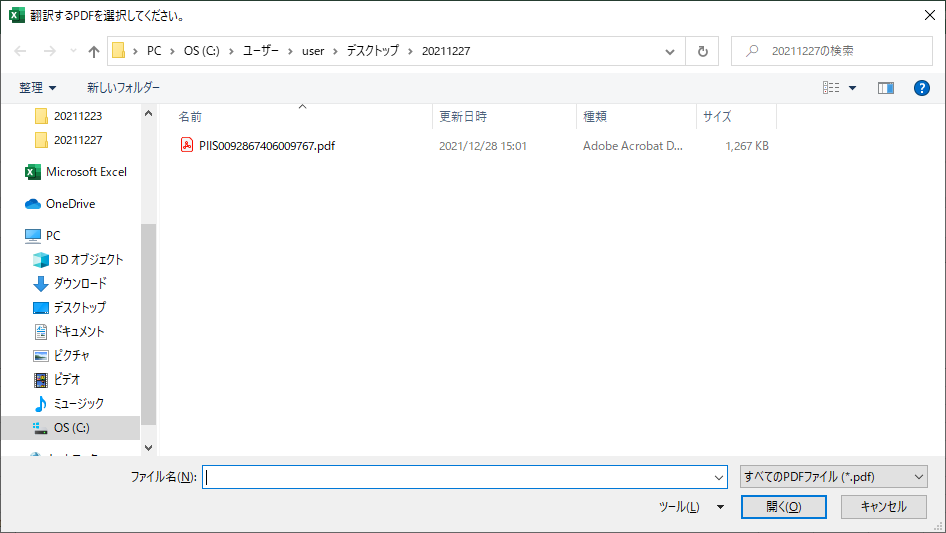 翻訳するPDFを選択してください。
PC > OS (C:) > ユーザー > user > デスクトップ > 20211227
20211227の検索
整理 新しいフォルダー
名前 更新日時 種類 サイズ
20211223
20211227
PIIS0092867406009767.pdf 2021/12/28 15:01 Adobe Acrobat D... 1,267 KB
Microsoft Excel
OneDrive
PC
3D オブジェクト
ダウンロード
デスクトップ
ドキュメント
ピクチャ
ビデオ
ミュージック
OS (C:)
ファイル名(N): すべてのPDFファイル (*.pdf)
ツール(L) 開く(O) キャンセル